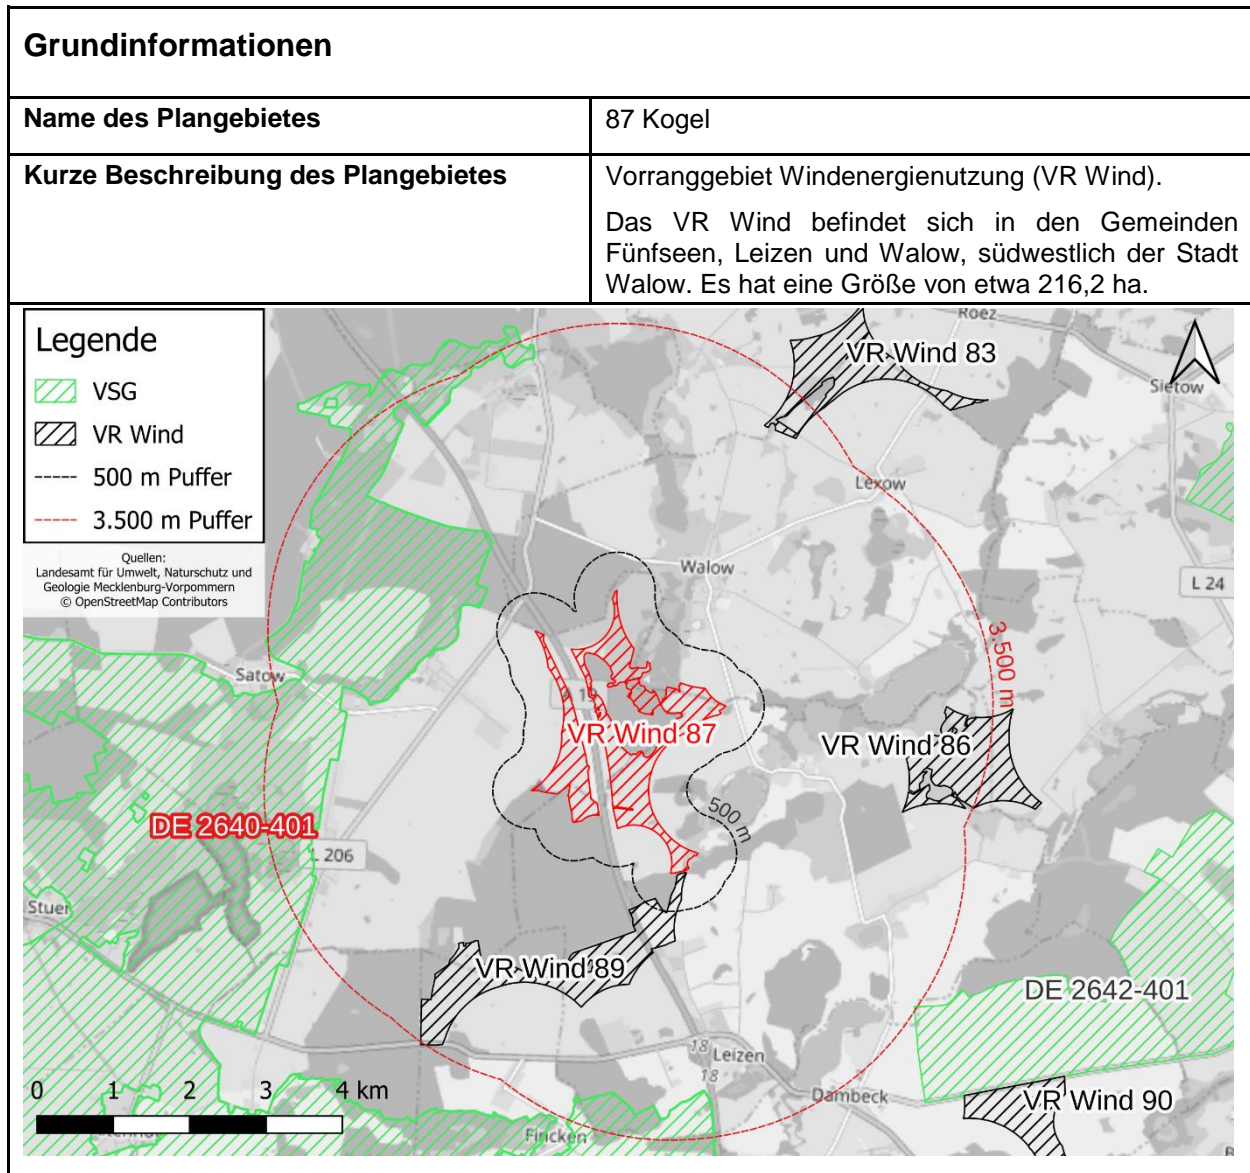 Grundinformationen
Name des Plangebietes
87 Kogel
Kurze Beschreibung des Plangebietes
Vorranggebiet Windenergienutzung (VR Wind).
Das VR Wind befindet sich in den Gemeinden
Fünfseen, Leizen und Walow, südwestlich der Stadt
Walow. Es hat eine Größe von etwa 216,2 ha.
Legende
VSG
VR Wind
500 m Puffer
3.500 m Puffer
Quellen:
Landesamt für Umwelt, Naturschutz und
Geologie Mecklenburg-Vorpommern
© OpenStreetMap Contributors
Roez
VR Wind 83
Sietow
Lexow
Walow
L 24
3.500 m
Satow
VR Wind 87
VR Wind 86
500 m
DE 2640-401
L 206
Stuer
VR Wind 89
DE 2642-401
18
Leizen
18
Dambeck
VR Wind 90
0 1 2 3 4 km
Fincken